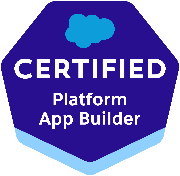 CERTIFIED
Platform
App Builder